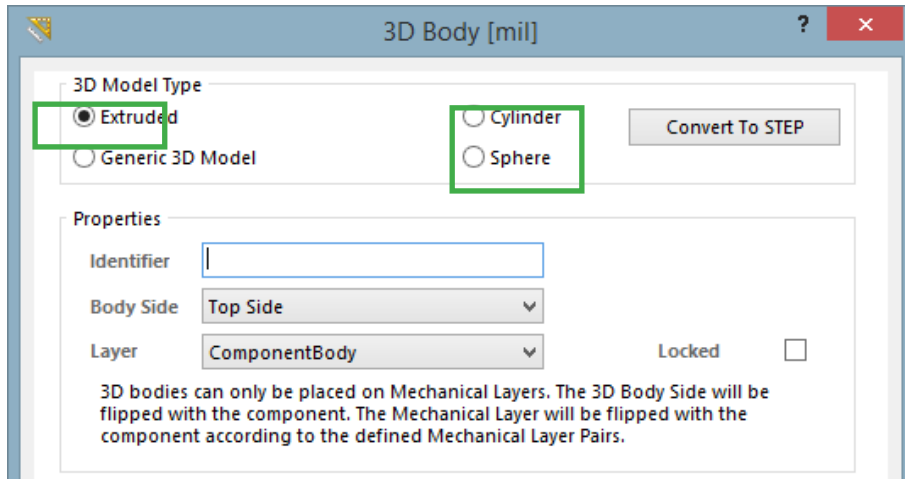 3D Body [mil]
?
3D Model Type
Extruded
Cylinder
Convert To STEP
Generic 3D Model
Sphere
Properties
Identifier
Body Side
Top Side
Layer
ComponentBody
Locked
3D bodies can only be placed on Mechanical Layers. The 3D Body Side will be
flipped with the component. The Mechanical Layer will be flipped with the
component according to the defined Mechanical Layer Pairs.